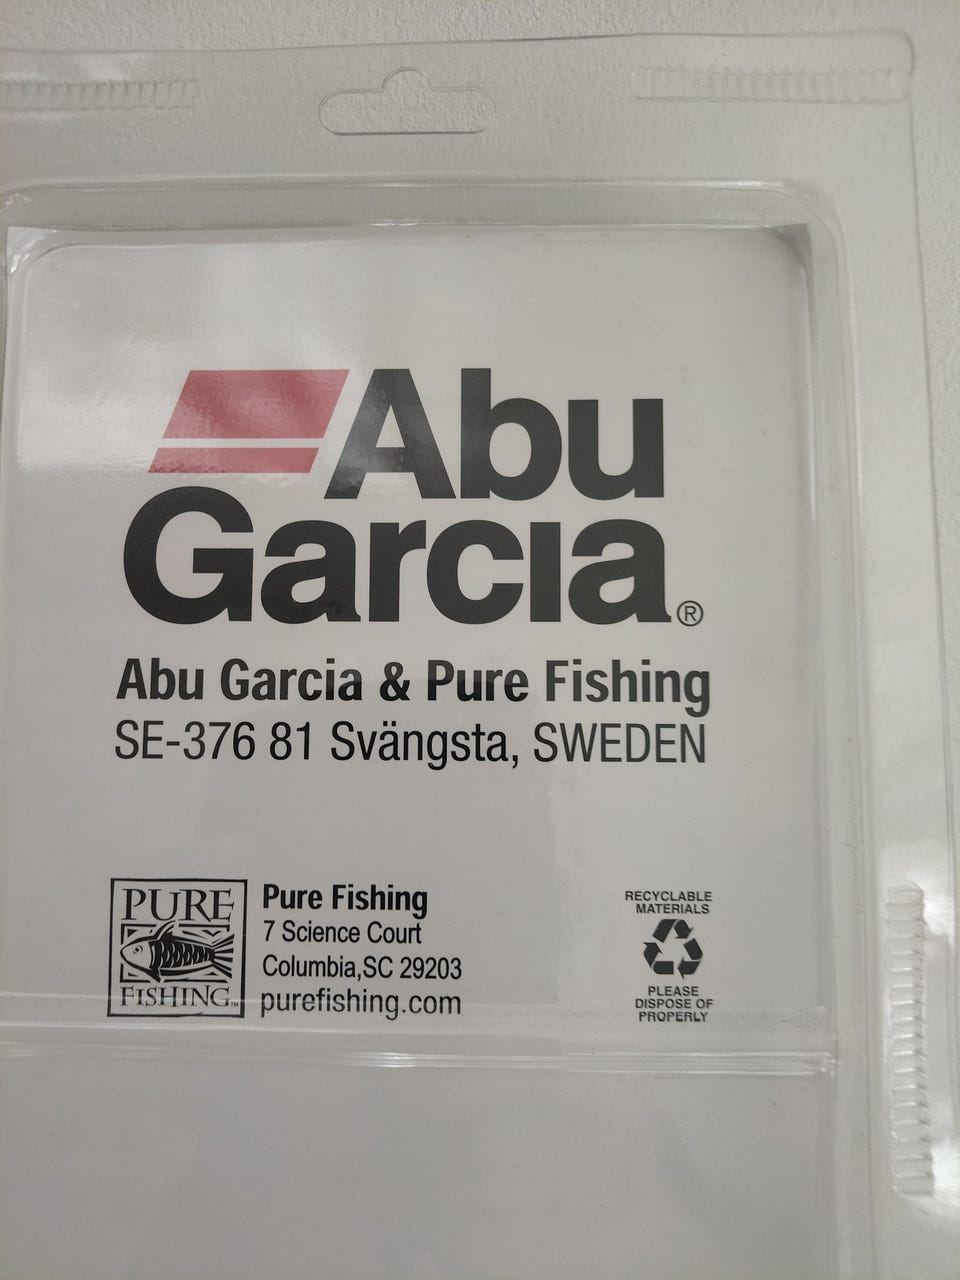 Abu
Garcia®
Abu Garcia & Pure Fishing
SE-376 81 Svängsta, SWEDEN
PURE
FISHING™
Pure Fishing
7 Science Court
Columbia,SC 29203
purefishing.com
RECYCLABLE
MATERIALS
PLEASE
DISPOSE OF
PROPERLY